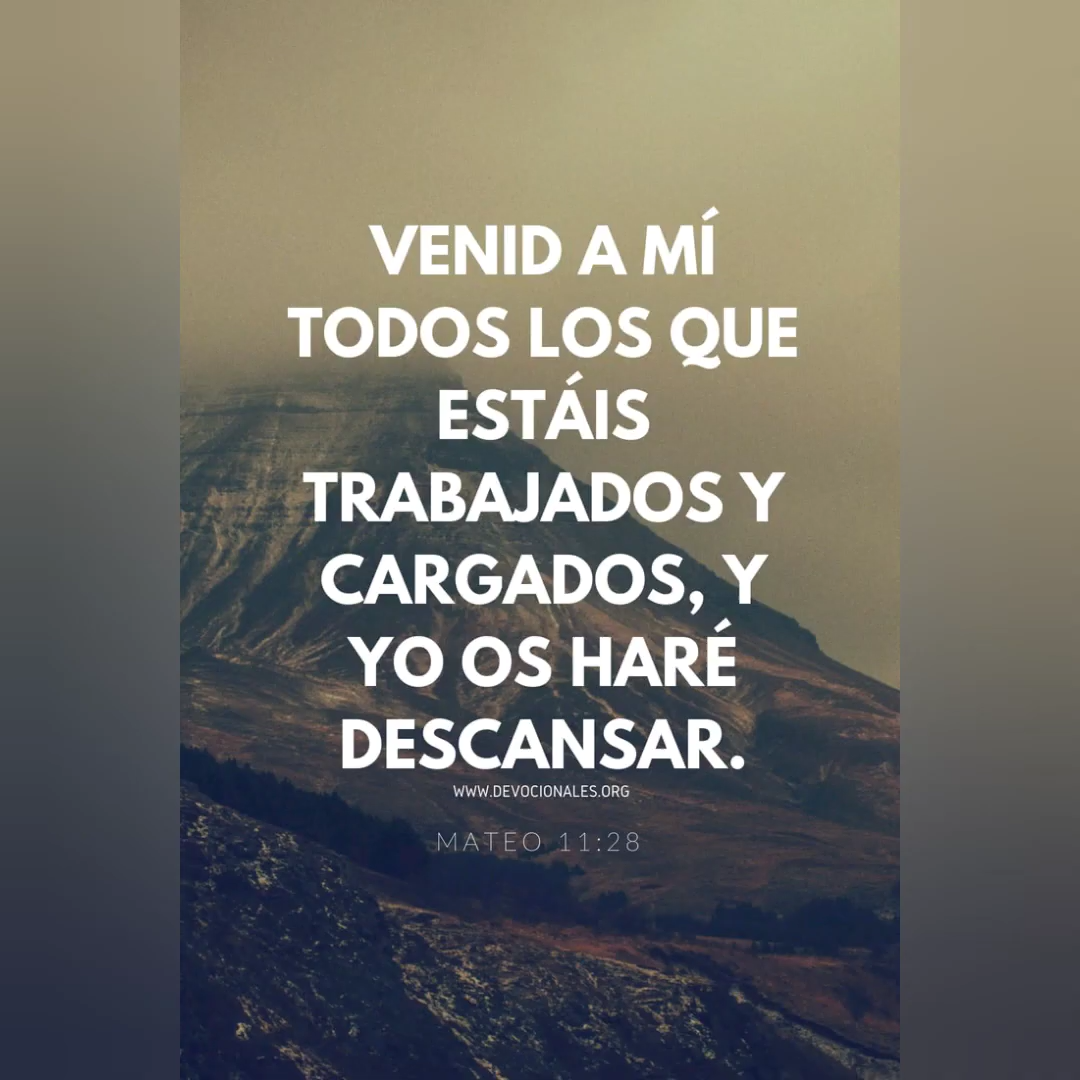 VENID A MÍ
TODOS LOS QUE
ESTÁIS
TRABAJADOS Y
CARGADOS, Y
YO OS HARÉ
DESCANSAR.
WWW.DEVOCIONALES.ORG
MATEO 11:28